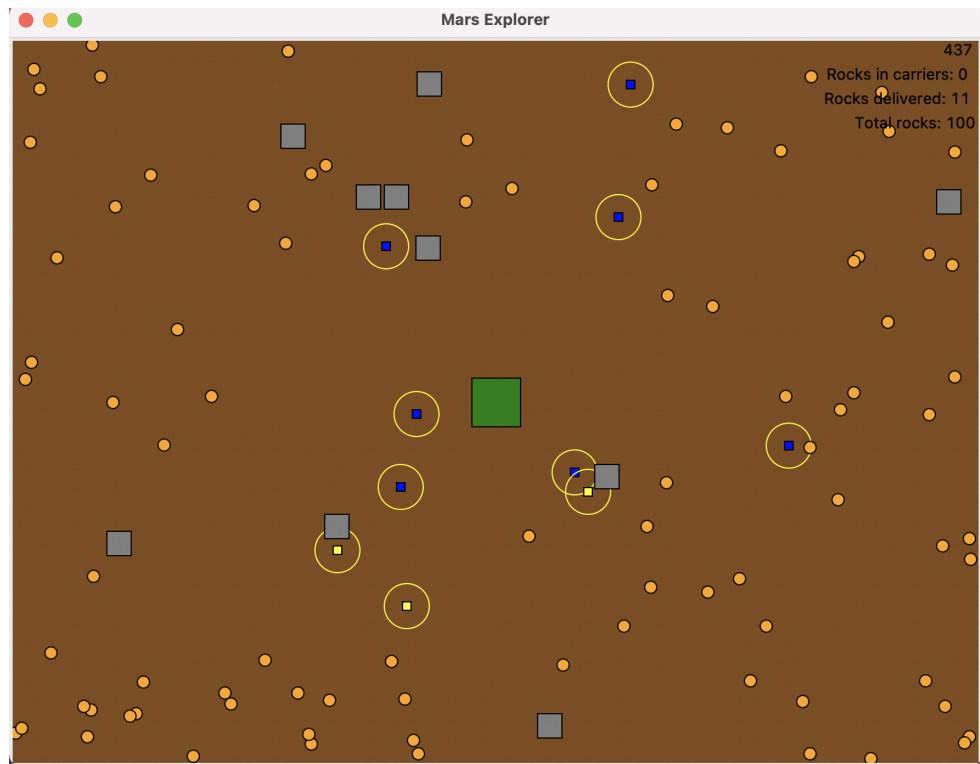 Mars Explorer
437
Rocks in carriers: 0
Rocks delivered: 11
Total rocks: 100